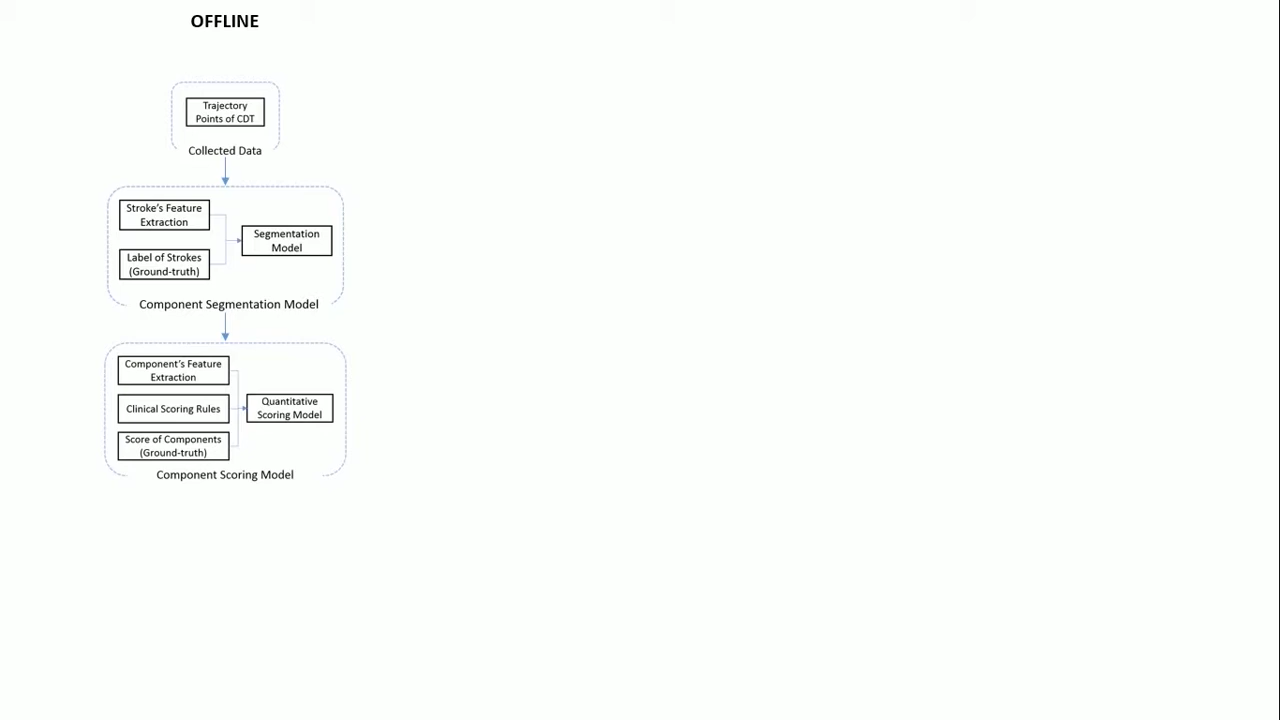 OFFLINE
Trajectory
Points of CDT
Collected Data
Stroke's Feature
Extraction
Segmentation
Model
Label of Strokes
(Ground-truth)
Component Segmentation Model
Component's Feature
Extraction
Clinical Scoring Rules
Quantitative
Scoring Model
Score of Components
(Ground-truth)
Component Scoring Model